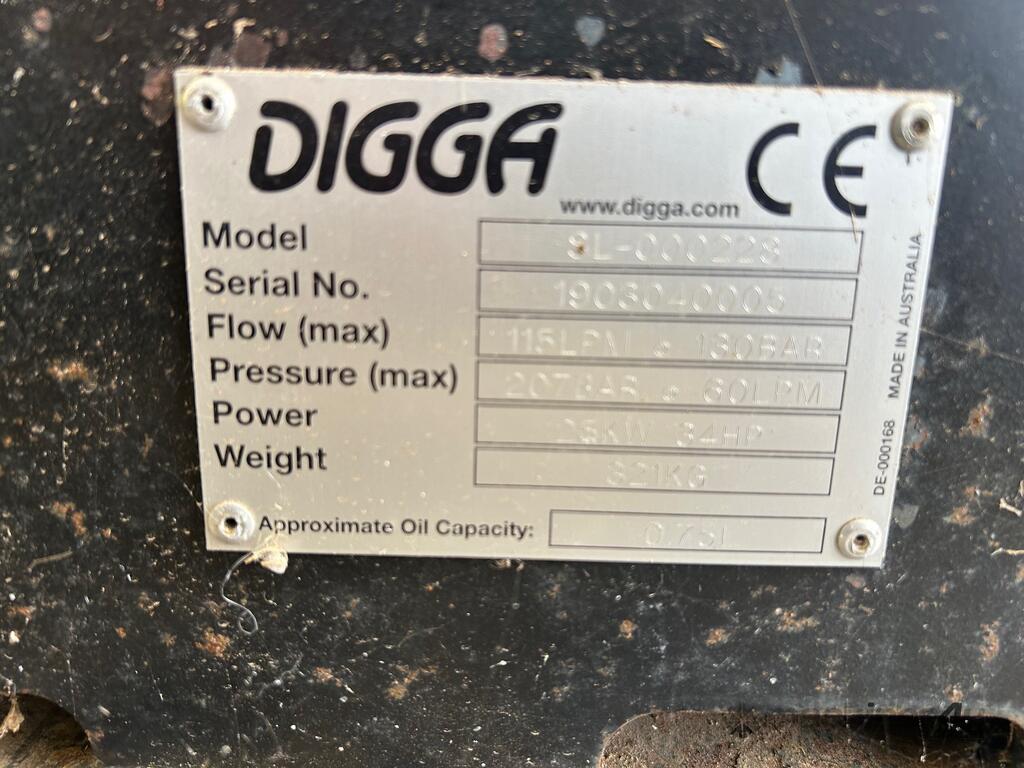 DIGGA
CE
www.digga.com
Model SL-000228
Serial No. 1903040005
Flow (max) 115LPM @ 130BAR
Pressure (max) 207BAR @ 60LPM
Power 25KW 34HP
Weight 321KG
Approximate Oil Capacity: 0.75L
DE-000168 MADE IN AUSTRALIA